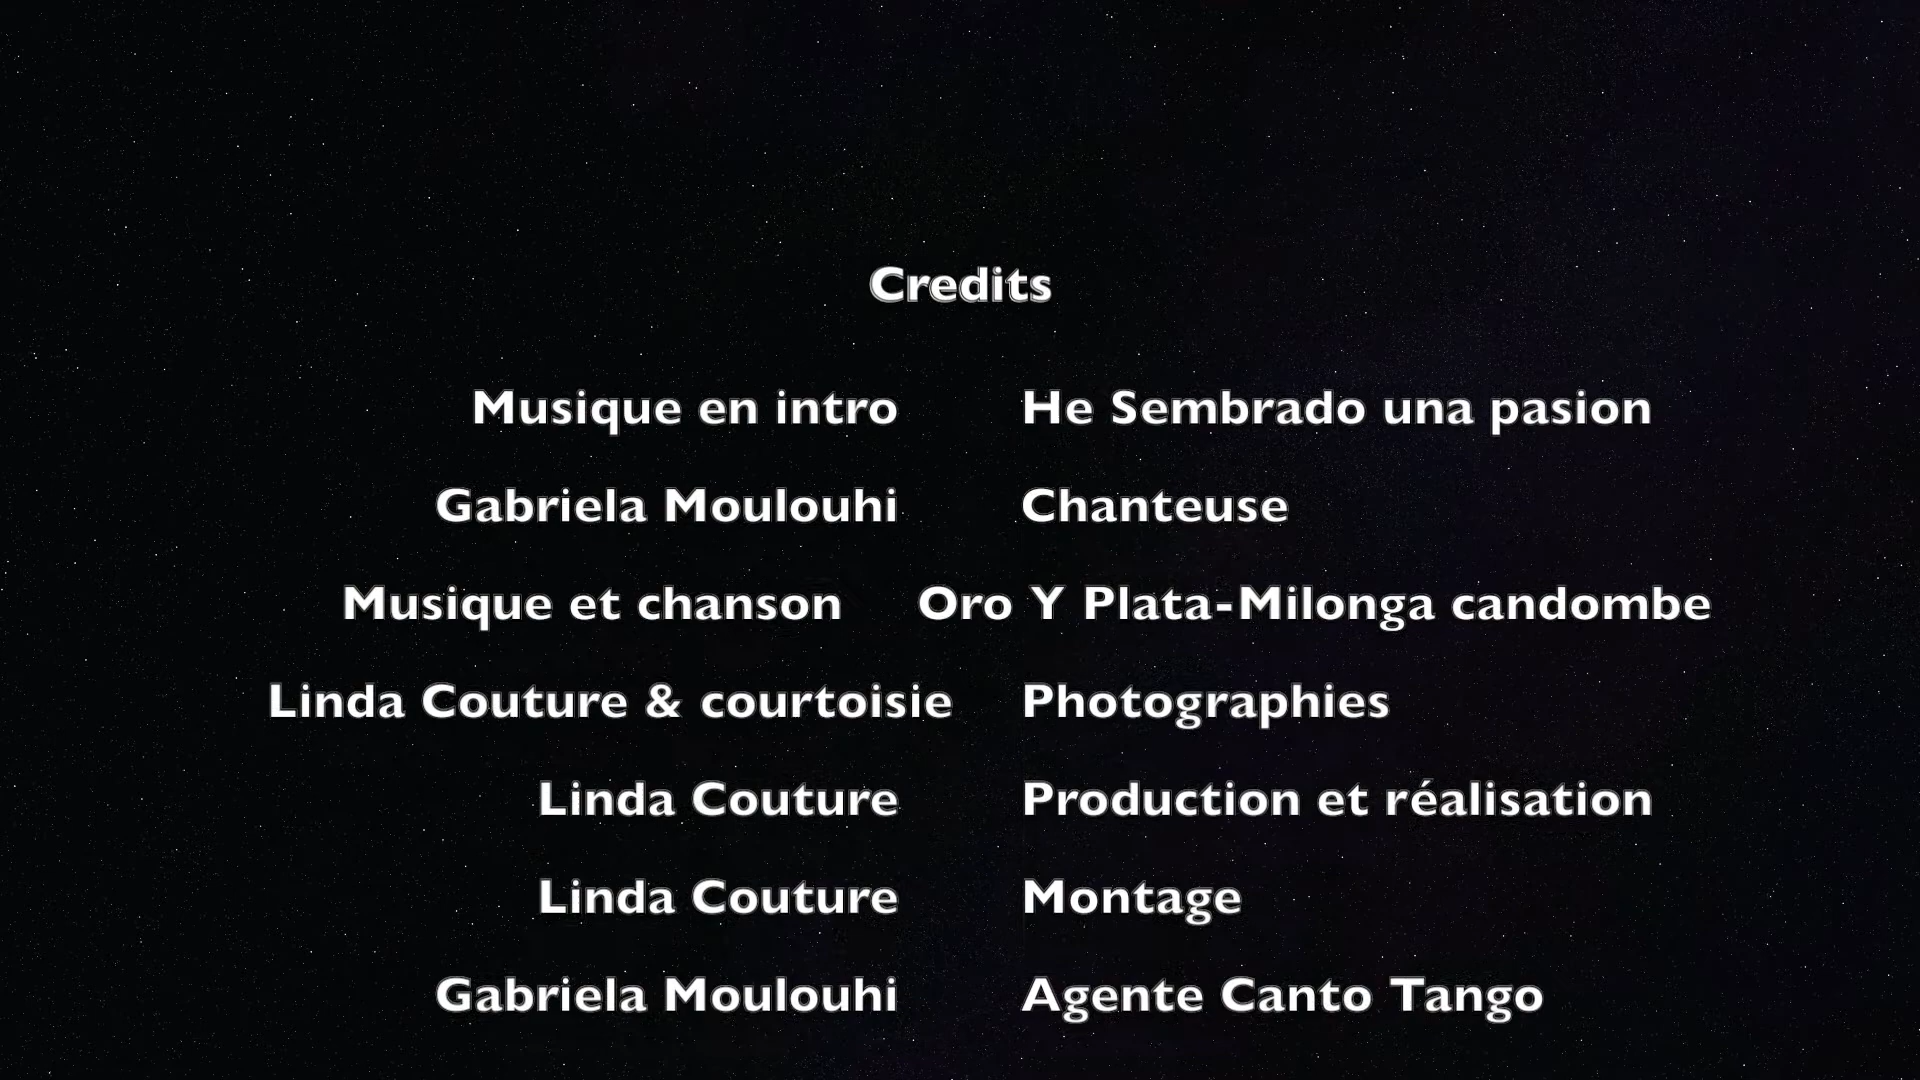 Credits
Musique en intro He Sembrado una pasion
Gabriela Moulouhi Chanteuse
Musique et chanson Oro Y Plata-Milonga candombe
Linda Couture & courtoisie Photographies
Linda Couture Production et réalisation
Linda Couture Montage
Gabriela Moulouhi Agente Canto Tango